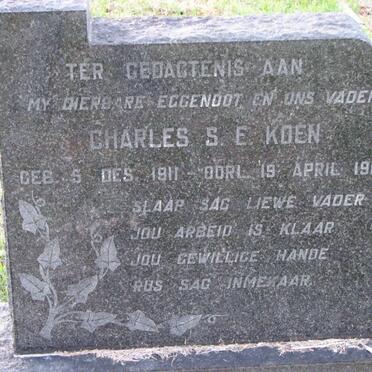 TER GEDAGTENIS AAN
MY DIERBARE EGGENOOT EN ONS VADER
CHARLES S. E. KOEN
GEB. 5 DES. 1911 - OORL. 19 APRIL 19
SLAAP SAG LIEWE VADER
JOU ARBEID IS KLAAR
JOU GEWILLIGE HANDE
RUS SAG INMEKAAR